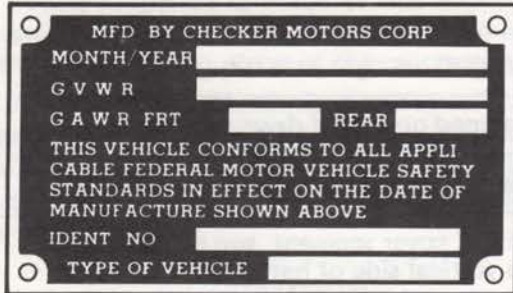 MFD BY CHECKER MOTORS CORP
MONTH/YEAR
G V W R
G A W R FRT REAR
THIS VEHICLE CONFORMS TO ALL APPLI
CABLE FEDERAL MOTOR VEHICLE SAFETY
STANDARDS IN EFFECT ON THE DATE OF
MANUFACTURE SHOWN ABOVE
IDENT NO
TYPE OF VEHICLE